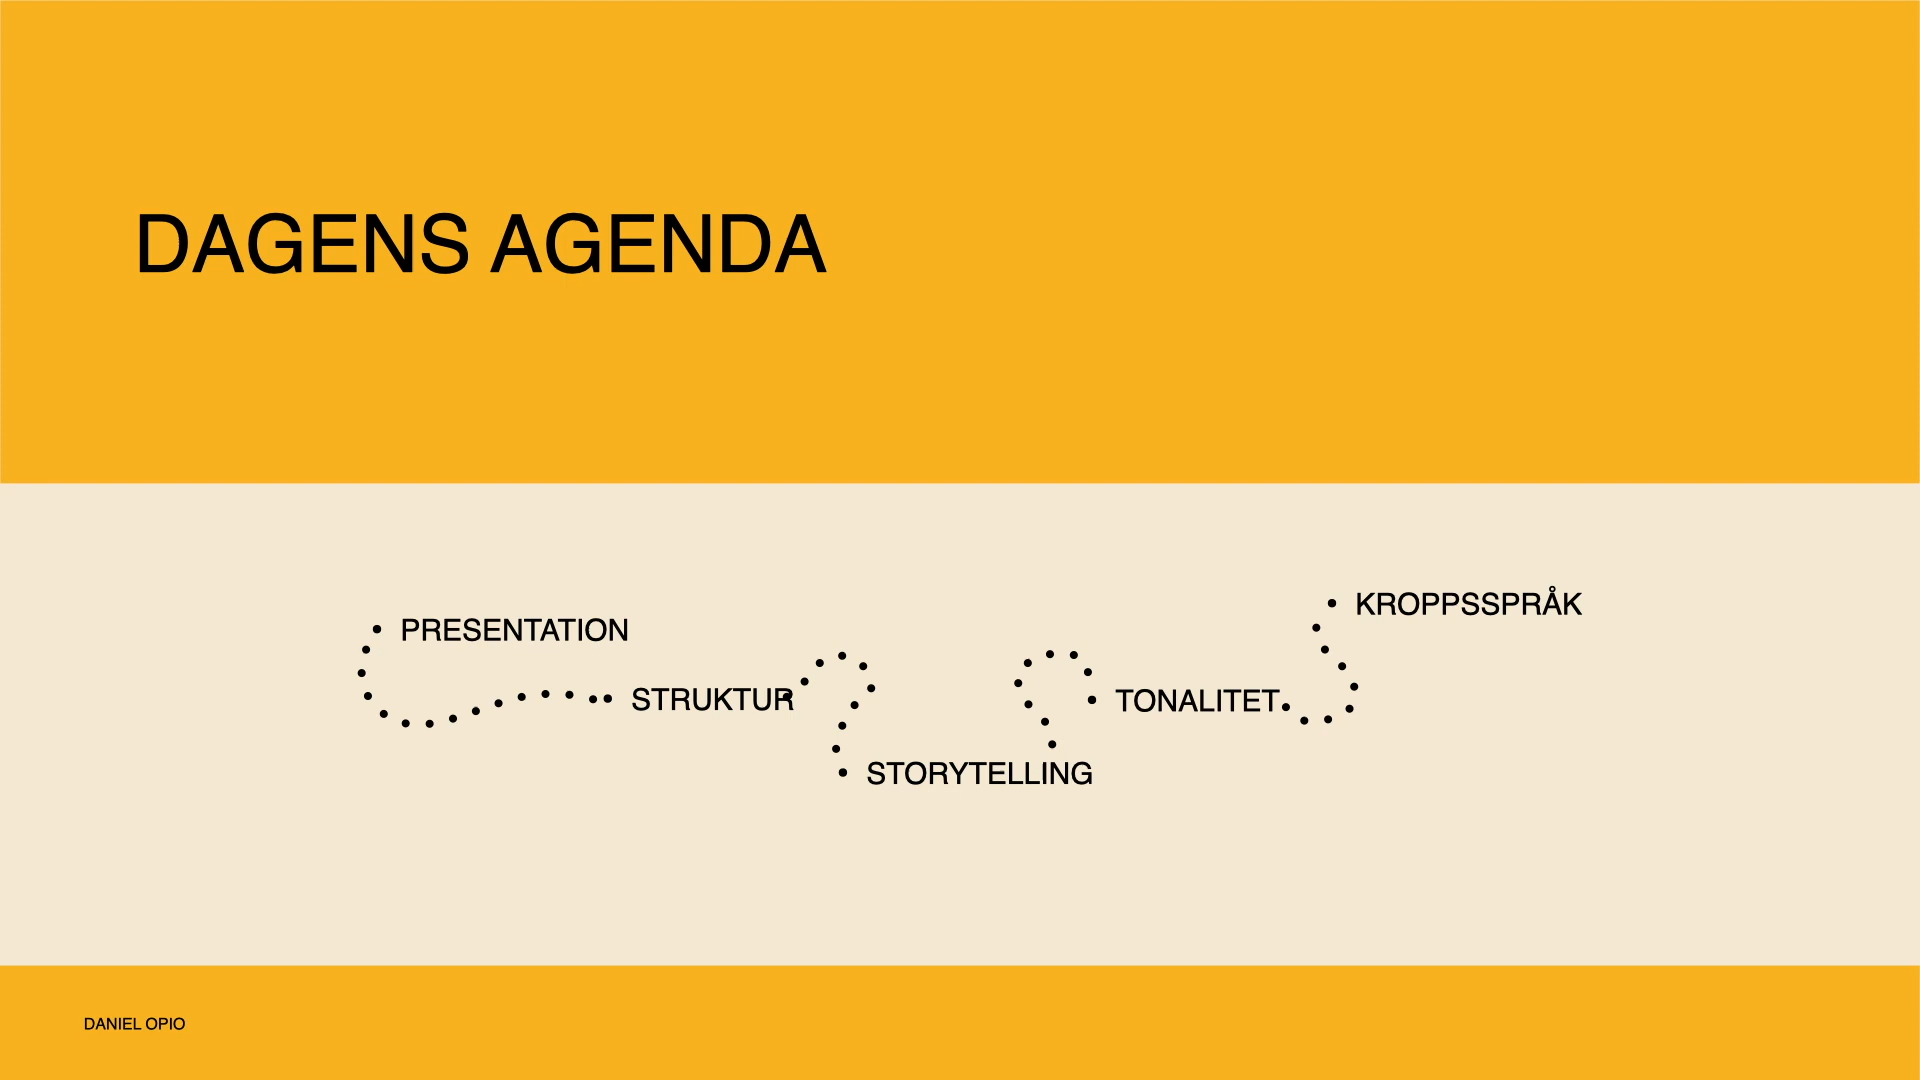 DAGENS AGENDA
PRESENTATION
STRUKTUR
STORYTELLING
TONALITET
KROPPSSPRÅK
DANIEL OPIO